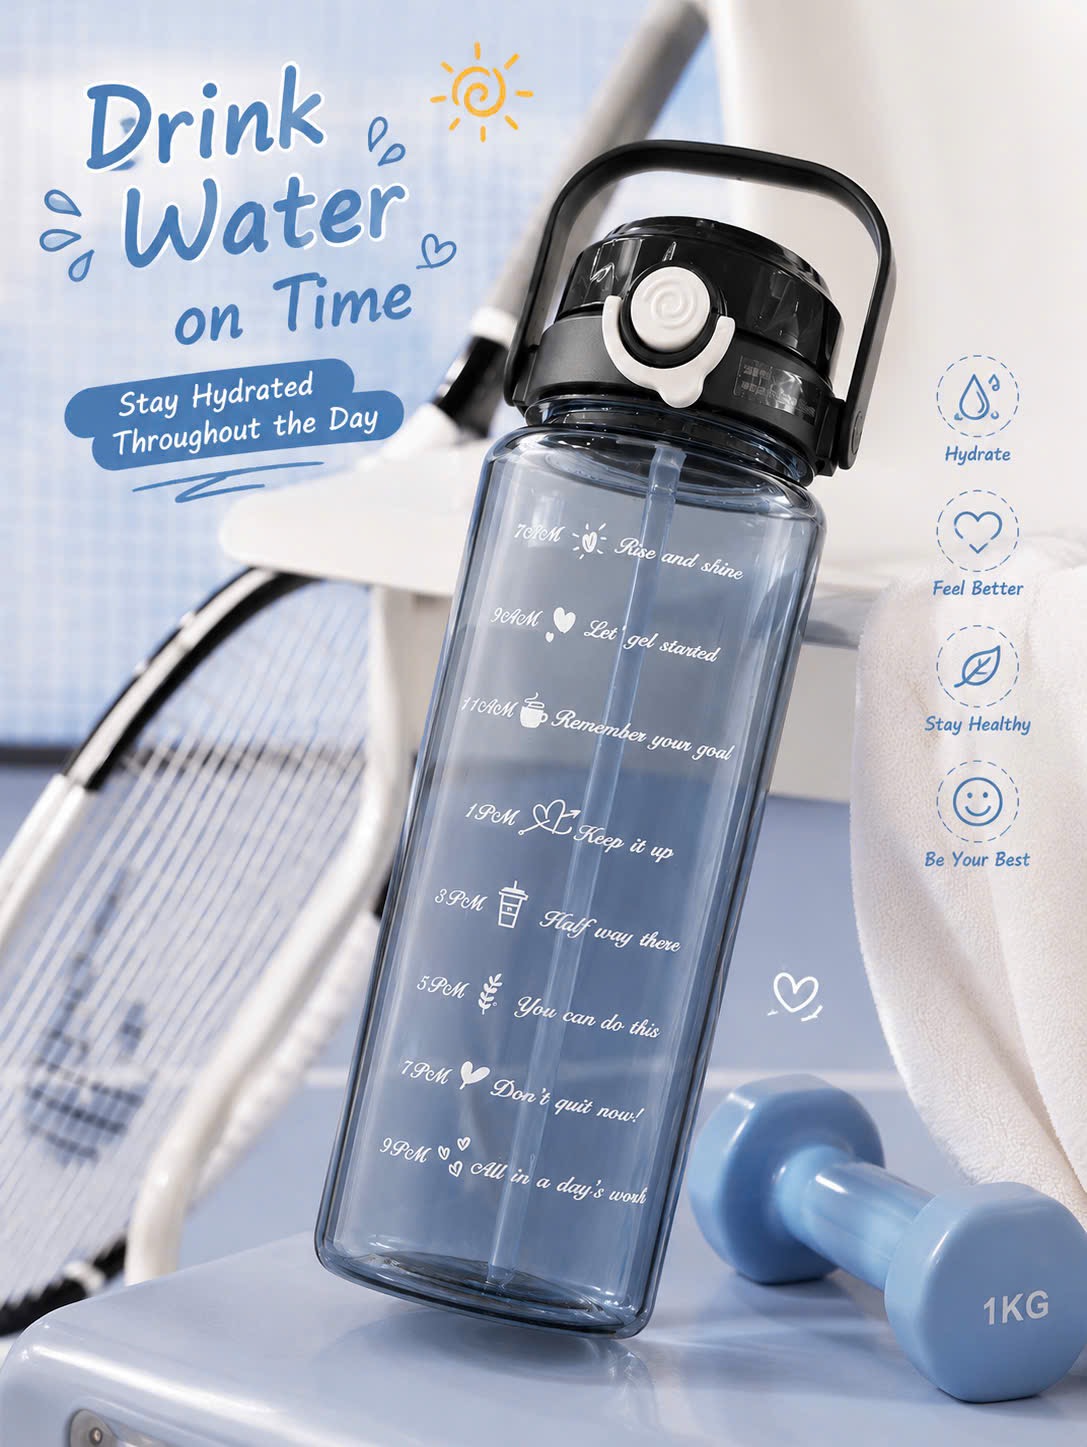 Drink
Water
on Time
Stay Hydrated
Throughout the Day
Hydrate
Feel Better
Stay Healthy
Be Your Best
7AM Rise and shine
9AM Let' gel started
11AM Remember your goal
1PM Keep it up
3PM Half way there
5PM You can do this
7PM Don't quit now!
9PM All in a day's work
1KG